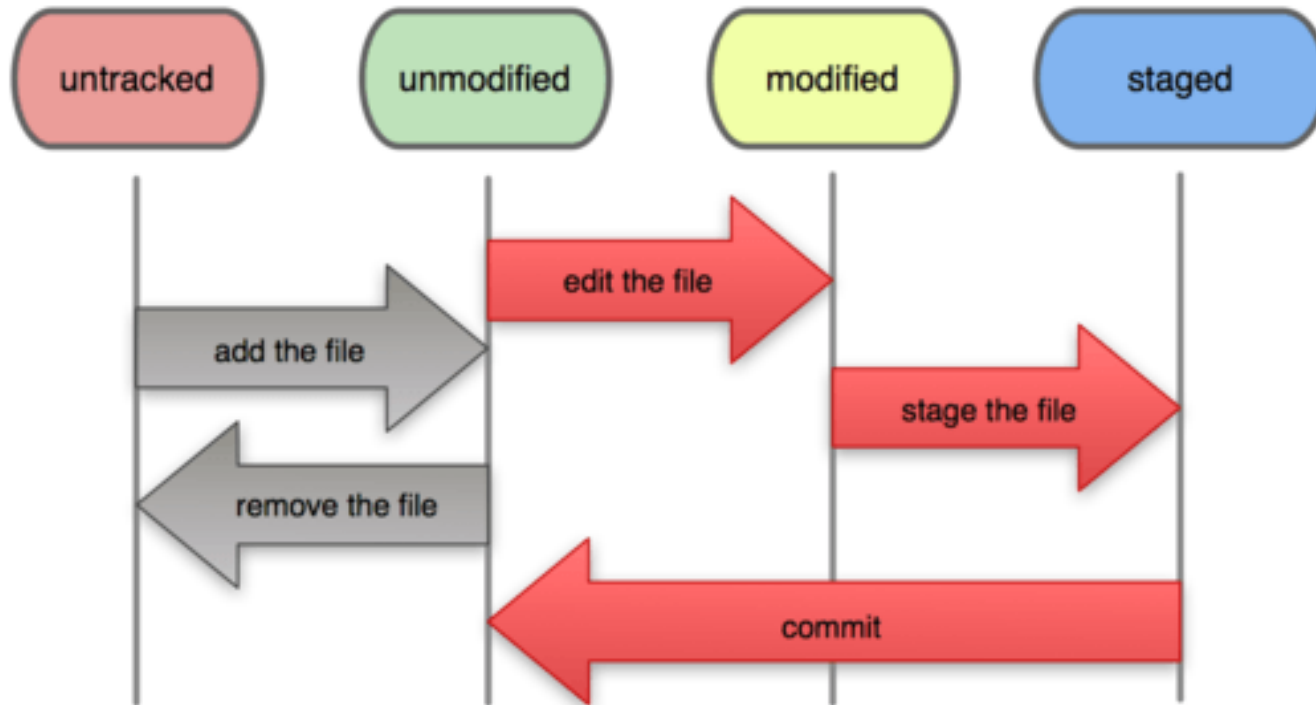 untracked
unmodified
modified
staged
edit the file
add the file
stage the file
remove the file
commit